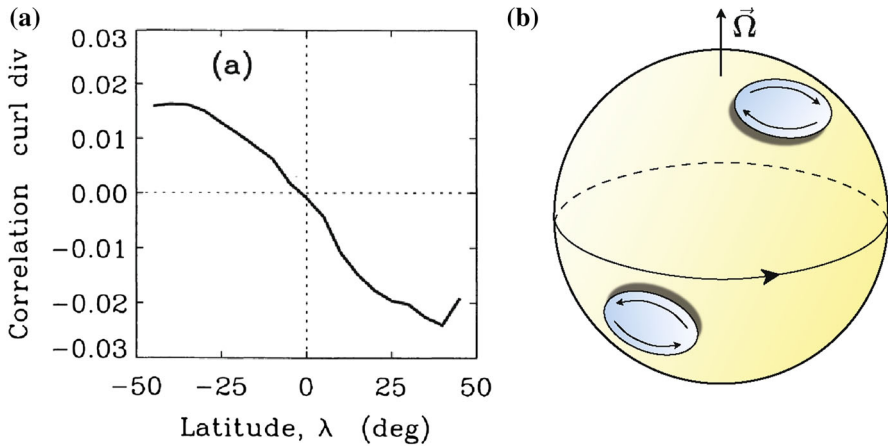 (a)
(b)
Correlation curl div
0.03
0.02
0.01
0.00
−0.01
−0.02
−0.03
(a)
−50
−25
0
25
50
Latitude, λ (deg)
Ω⃗